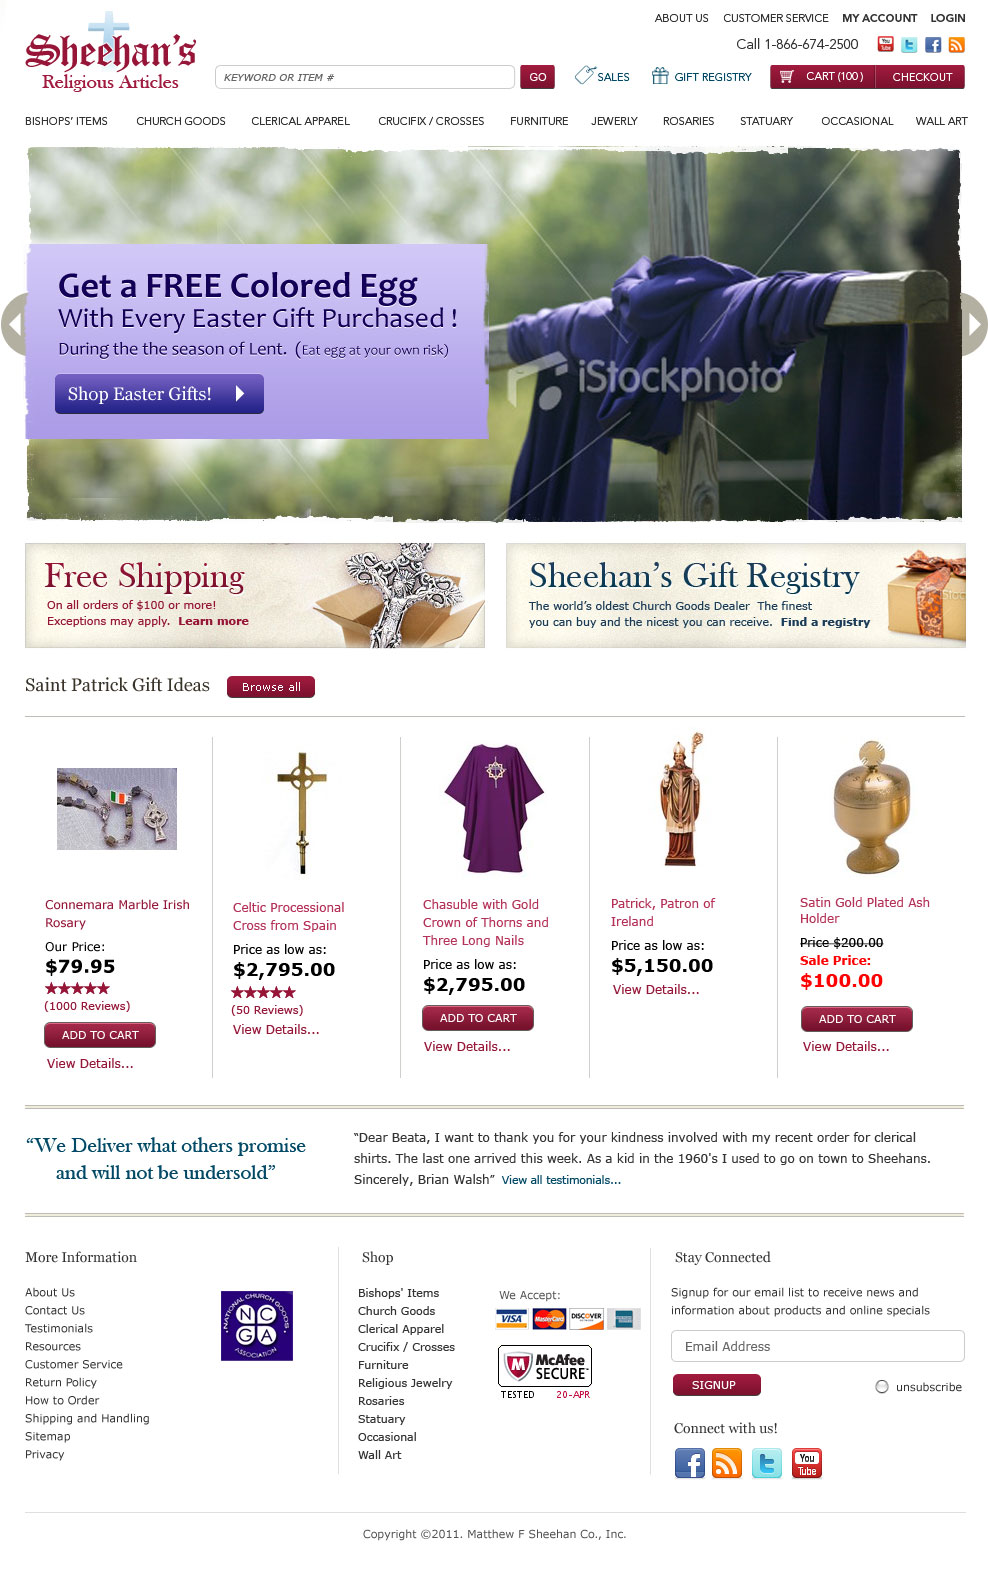 ABOUT US CUSTOMER SERVICE MY ACCOUNT LOGIN
Call 1-866-674-2500 You Tube
Sheehan's
Religious Articles
KEYWORD OR ITEM # GO SALES GIFT REGISTRY CART (100) CHECKOUT
BISHOPS' ITEMS CHURCH GOODS CLERICAL APPAREL CRUCIFIX / CROSSES FURNITURE JEWERLY ROSARIES STATUARY OCCASIONAL WALL ART
Get a FREE Colored Egg
With Every Easter Gift Purchased !
During the the season of Lent. (Eat egg at your own risk)
Shop Easter Gifts!
iStockphoto
Free Shipping
On all orders of $100 or more!
Exceptions may apply. Learn more
Sheehan's Gift Registry
The world's oldest Church Goods Dealer The finest
you can buy and the nicest you can receive. Find a registry
Saint Patrick Gift Ideas Browse all
Connemara Marble Irish
Rosary
Our Price:
$79.95
(1000 Reviews)
ADD TO CART
View Details...
Celtic Processional
Cross from Spain
Price as low as:
$2,795.00
(50 Reviews)
View Details...
Chasuble with Gold
Crown of Thorns and
Three Long Nails
Price as low as:
$2,795.00
ADD TO CART
View Details...
Patrick, Patron of
Ireland
Price as low as:
$5,150.00
View Details...
Satin Gold Plated Ash
Holder
Price $200.00
Sale Price:
$100.00
ADD TO CART
View Details...
“We Deliver what others promise
and will not be undersold”
“Dear Beata, I want to thank you for your kindness involved with my recent order for clerical
shirts. The last one arrived this week. As a kid in the 1960's I used to go on town to Sheehans.
Sincerely, Brian Walsh” View all testimonials...
More Information
About Us
Contact Us
Testimonials
Resources
Customer Service
Return Policy
How to Order
Shipping and Handling
Sitemap
Privacy
NATIONAL CHURCH GOODS
NCGA
ASSOCIATION
Shop
Bishops' Items
Church Goods
Clerical Apparel
Crucifix / Crosses
Furniture
Religious Jewelry
Rosaries
Statuary
Occasional
Wall Art
We Accept:
VISA MasterCard DISCOVER
McAfee
SECURE
TESTED 20-APR
Stay Connected
Signup for our email list to receive news and
information about products and online specials
Email Address
SIGNUP unsubscribe
Connect with us!
You Tube
Copyright ©2011. Matthew F Sheehan Co., Inc.